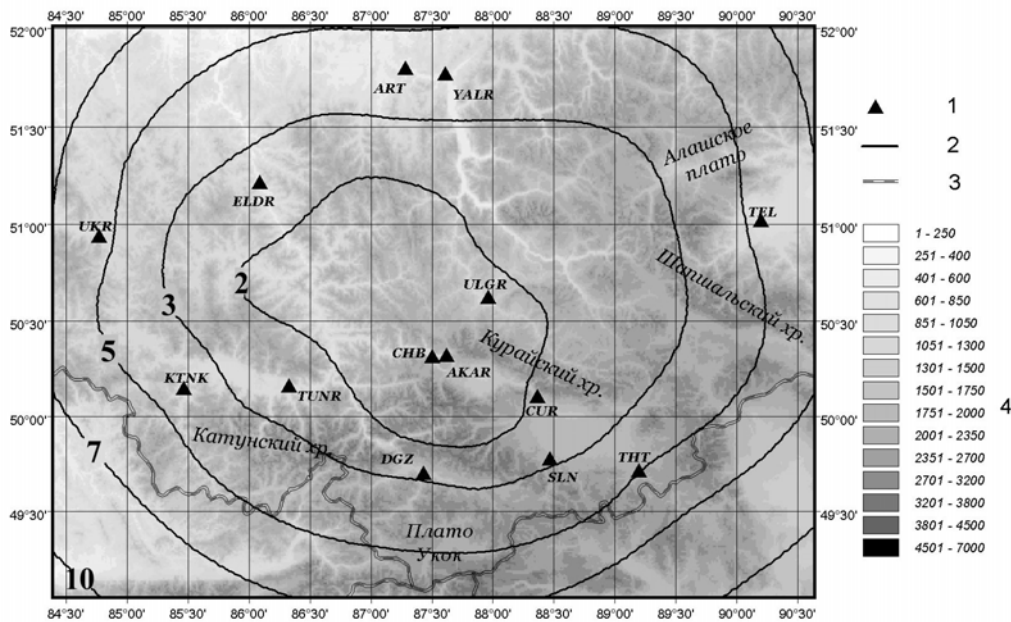 84°30' 85°00' 85°30' 86°00' 86°30' 87°00' 87°30' 88°00' 88°30' 89°00' 89°30' 90°00' 90°30'
52°00' 52°00'
ART YALR
51°30' 51°30'
Алашское
плато
ELDR
UKR TEL
51°00' 51°00'
Шапшальский хр.
2
ULGR
3
50°30' 50°30'
5
CHB AKAR
Курайский хр.
KTNK TUNR CUR
50°00' 50°00'
Катунский хр.
7
DGZ SLN THT
49°30' 49°30'
Плато
Укок
10
84°30' 85°00' 85°30' 86°00' 86°30' 87°00' 87°30' 88°00' 88°30' 89°00' 89°30' 90°00' 90°30'
1
2
3
1 - 250
251 - 400
401 - 600
601 - 850
851 - 1050
1051 - 1300
1301 - 1500
1501 - 1750
1751 - 2000
2001 - 2350
2351 - 2700
2701 - 3200
3201 - 3800
3801 - 4500
4501 - 7000
4